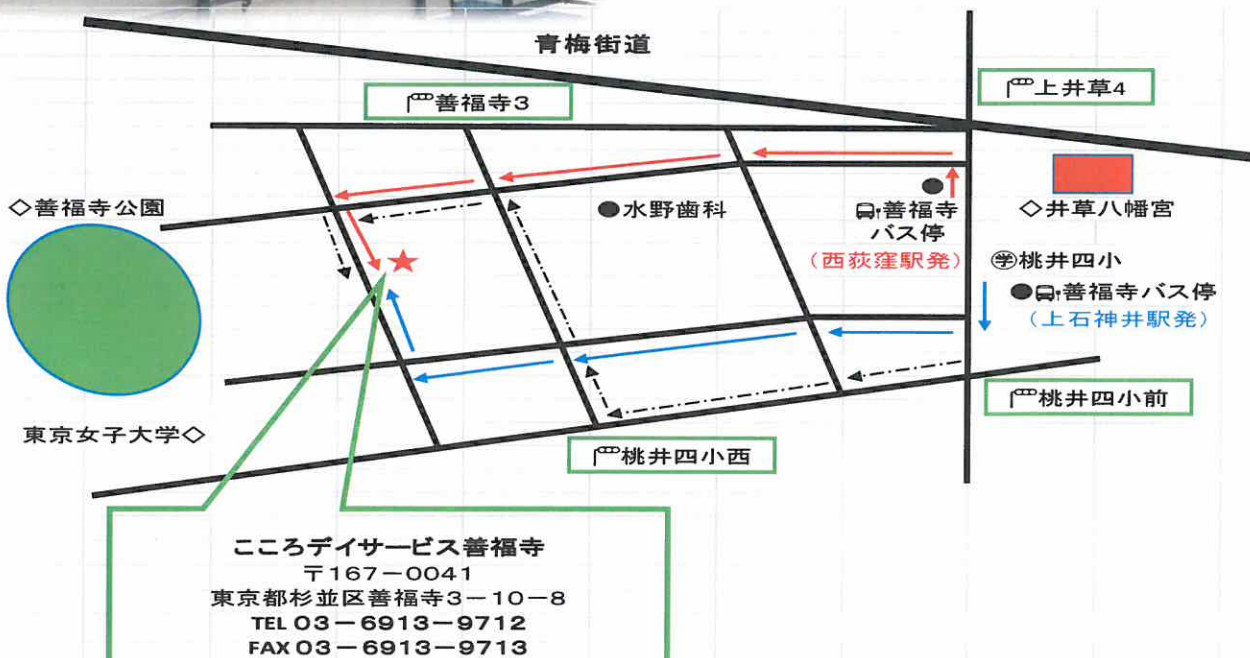 青梅街道
善福寺3
上井草4
◇善福寺公園
●水野歯科
善福寺
バス停
(西荻窪駅発)
◇井草八幡宮
学桃井四小
●善福寺バス停
(上石神井駅発)
東京女子大学◇
桃井四小前
桃井四小西
こころデイサービス善福寺
〒167-0041
東京都杉並区善福寺3-10-8
TEL 03-6913-9712
FAX 03-6913-9713